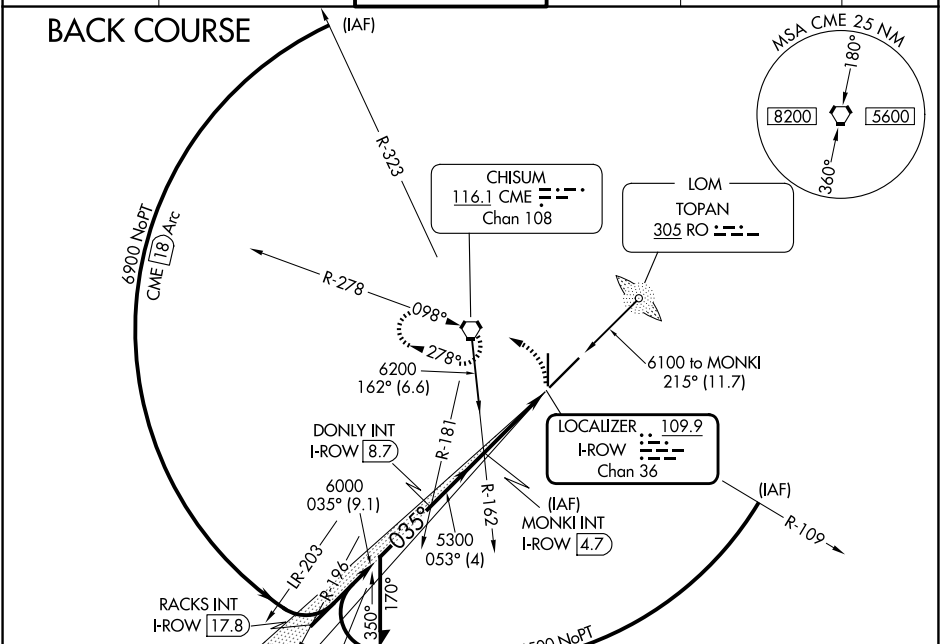 BACK COURSE
(IAF)
MSA CME 25 NM
180°
8200
5600
360°
R-323
CHISUM
116.1 CME
Chan 108
LOM
TOPAN
305 RO
6900 NoPT
CME 18 Arc
R-278
098°
278°
6200
162° (6.6)
6100 to MONKI
215° (11.7)
R-181
DONLY INT
I-ROW 8.7
LOCALIZER 109.9
I-ROW
Chan 36
R-162
(IAF)
MONKI INT
I-ROW 4.7
(IAF)
R-109
6000
035° (9.1)
035°
5300
053° (4)
LR-203
R-196
350°
170°
RACKS INT
I-ROW 17.8
NoPT